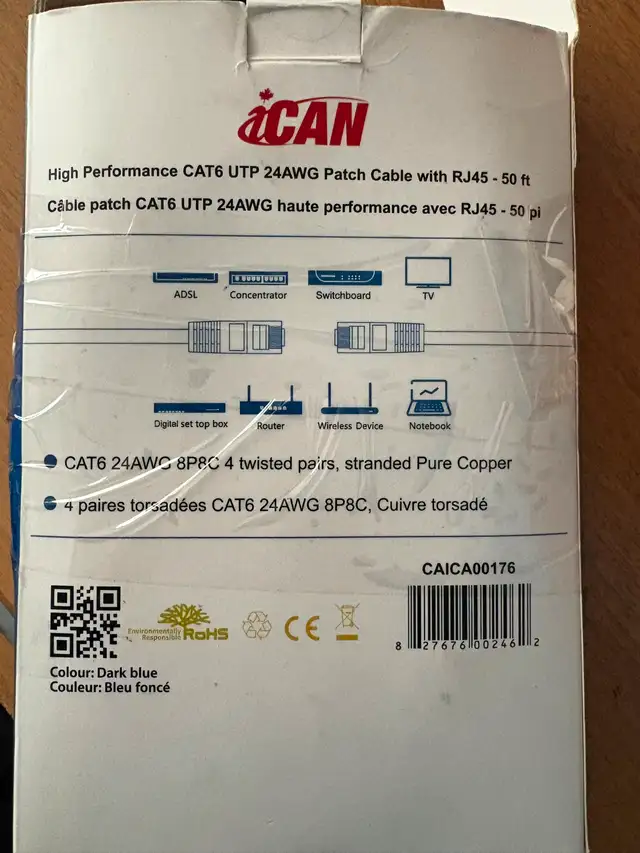 iCAN
High Performance CAT6 UTP 24AWG Patch Cable with RJ45 - 50 ft
Câble patch CAT6 UTP 24AWG haute performance avec RJ45 - 50 pi
ADSL Concentrator Switchboard TV
Digital set top box Router Wireless Device Notebook
CAT6 24AWG 8P8C 4 twisted pairs, stranded Pure Copper
4 paires torsadées CAT6 24AWG 8P8C, Cuivre torsadé
CAICA00176
Environmentally
Responsible RoHS
CE
8 27676 00246 2
Colour: Dark blue
Couleur: Bleu foncé